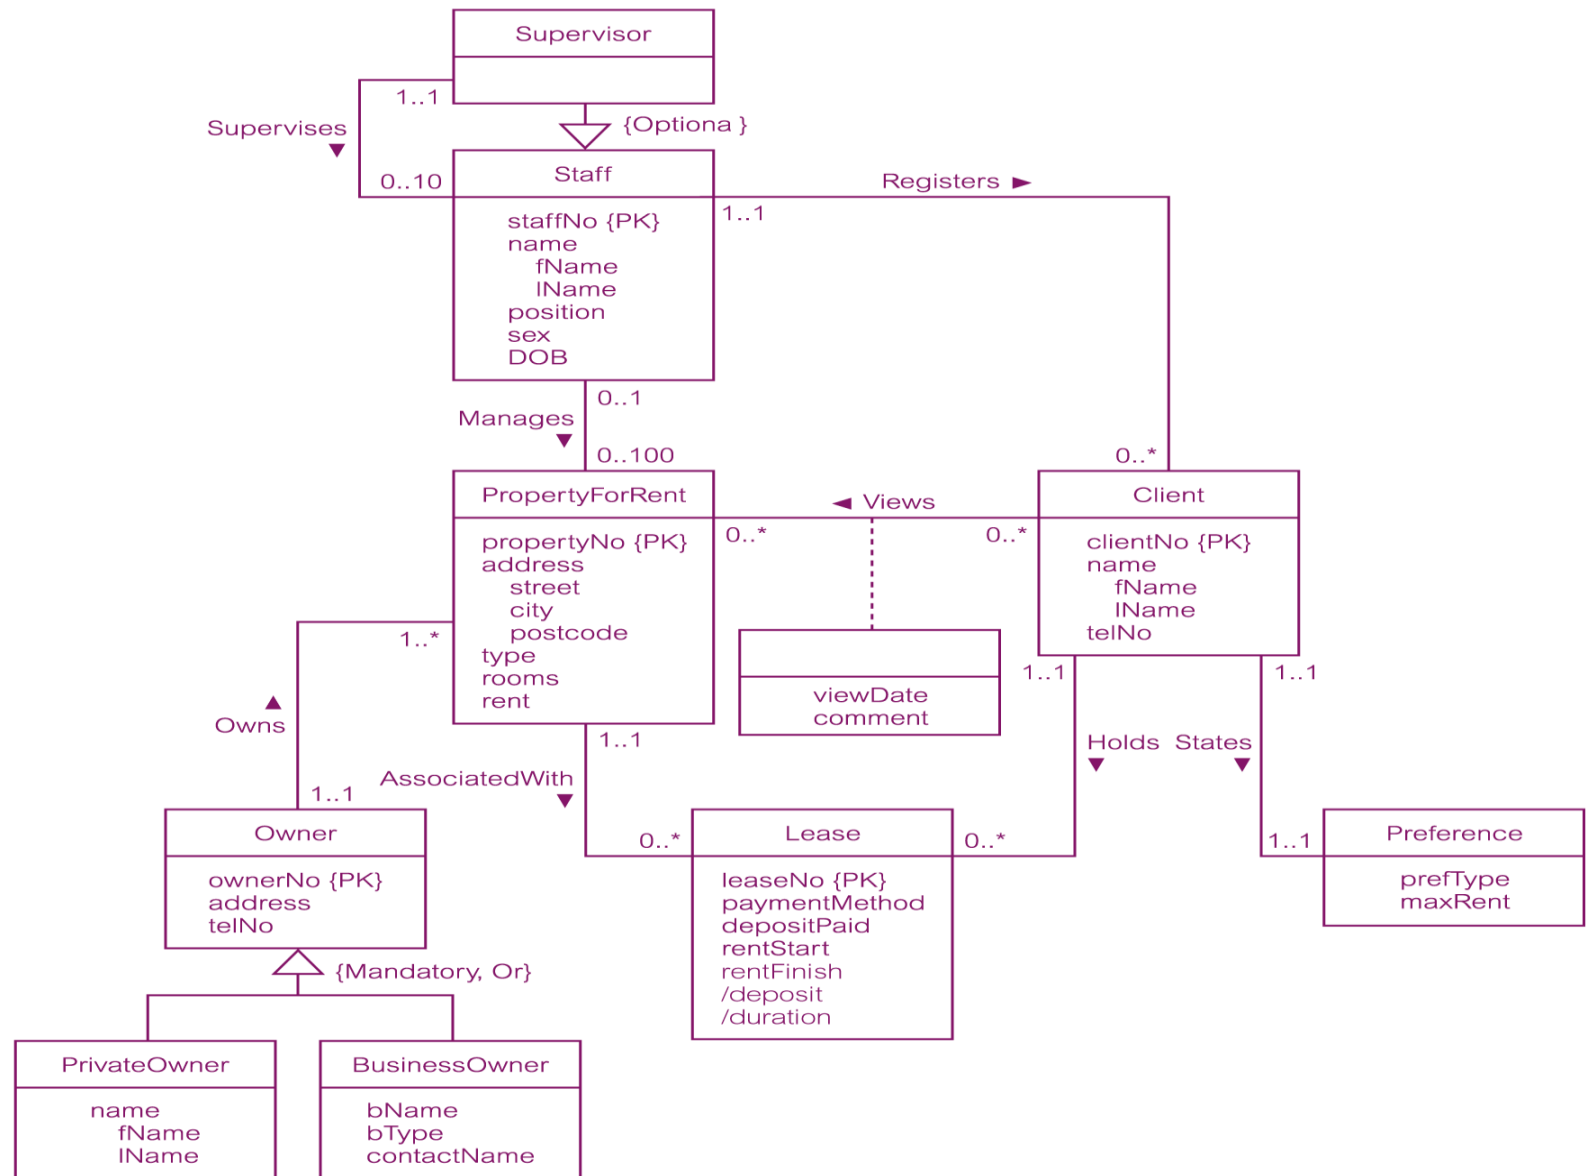 Supervisor
1..1
Supervises
▼
{Optiona }
0..10
Staff
staffNo {PK}
name
fName
lName
position
sex
DOB
Registers ►
1..1
0..1
Manages
▼
0..100
0..*
PropertyForRent
propertyNo {PK}
address
street
city
postcode
type
rooms
rent
◄ Views
0..*
0..*
Client
clientNo {PK}
name
fName
lName
telNo
viewDate
comment
1..*
▲
Owns
1..1
1..1
AssociatedWith
▼
0..*
1..1
Holds
▼
0..*
1..1
States
▼
1..1
Owner
ownerNo {PK}
address
telNo
Lease
leaseNo {PK}
paymentMethod
depositPaid
rentStart
rentFinish
/deposit
/duration
Preference
prefType
maxRent
{Mandatory, Or}
PrivateOwner
name
fName
lName
BusinessOwner
bName
bType
contactName